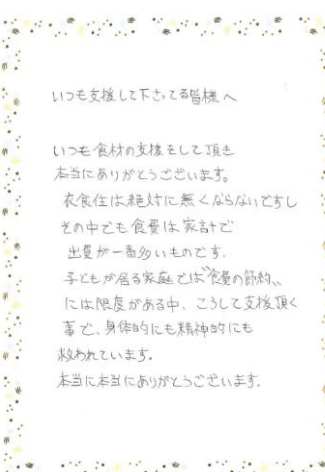 いつも支援して下さってる皆様へ
いつも食材の支援をして頂き
本当にありがとうございます。
衣食住は絶対に無くならないですし
その中でも食費は家計で
出費が一番多いものです。
子どもが居る家庭では〝食費の節約〟
には限度がある中、こうして支援頂く
事で、身体的にも精神的にも
救われています。
本当に本当にありがとうございます。